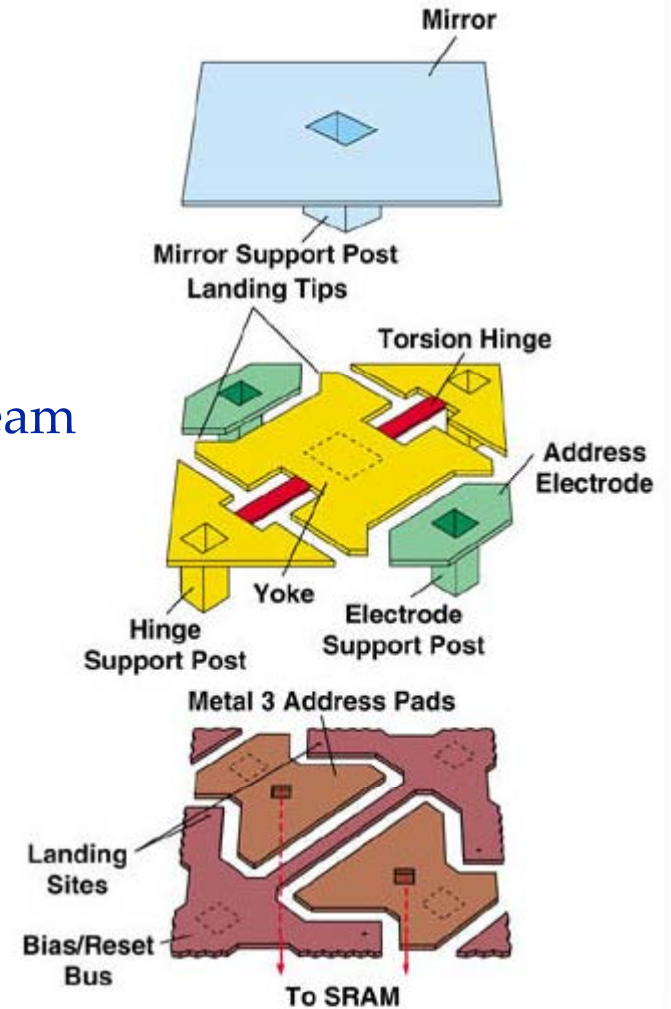 Mirror
Mirror Support Post
Landing Tips
Torsion Hinge
eam
Address
Electrode
Yoke
Hinge
Support Post
Electrode
Support Post
Metal 3 Address Pads
Landing
Sites
Bias/Reset
Bus
To SRAM